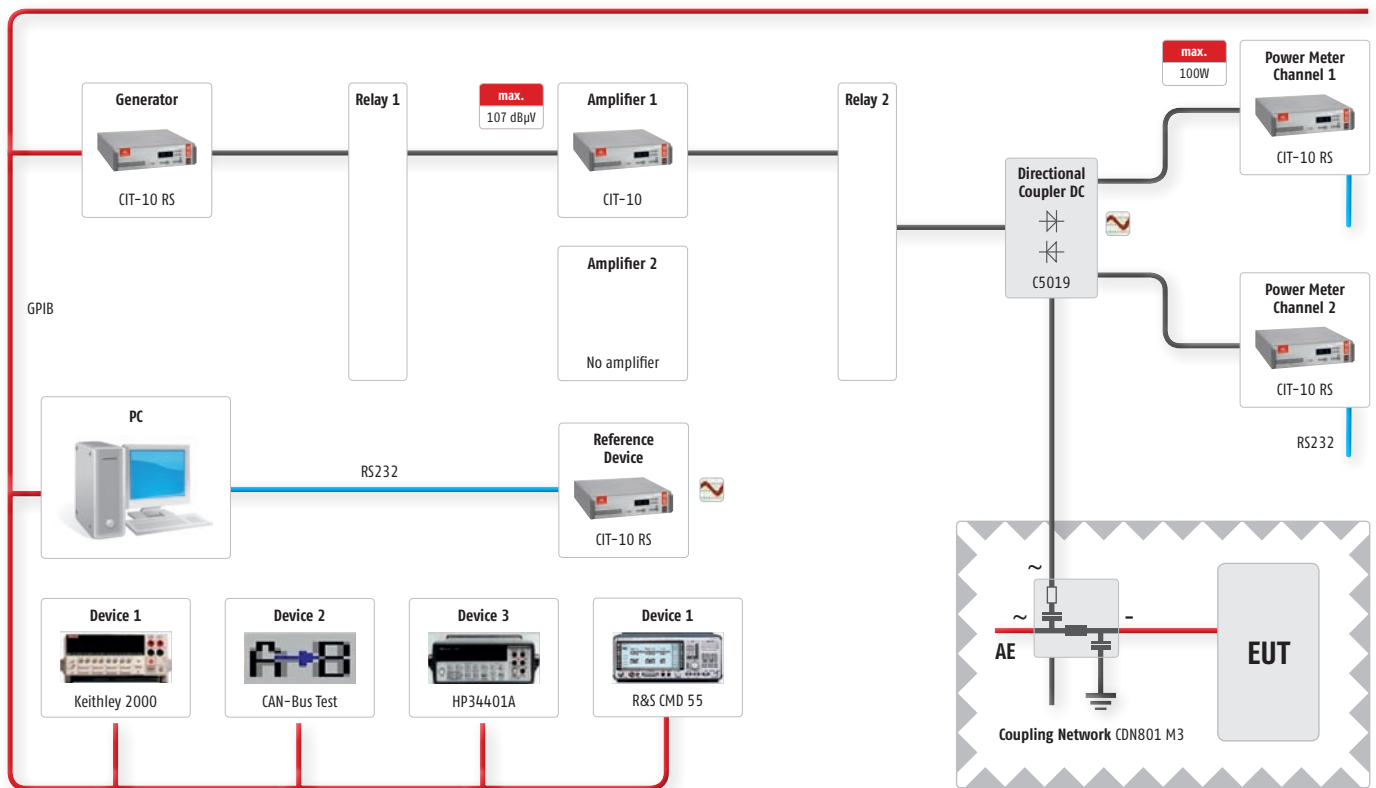 Generator
CIT-10 RS
Relay 1
max.
107 dBµV
Amplifier 1
CIT-10
Amplifier 2
No amplifier
Relay 2
Directional
Coupler DC
C5019
max.
100W
Power Meter
Channel 1
CIT-10 RS
Power Meter
Channel 2
CIT-10 RS
RS232
GPIB
PC
RS232
Reference
Device
CIT-10 RS
Device 1
Keithley 2000
Device 2
A B
CAN-Bus Test
Device 3
HP34401A
Device 1
R&S CMD 55
~
~
-
AE
EUT
Coupling Network CDN801 M3